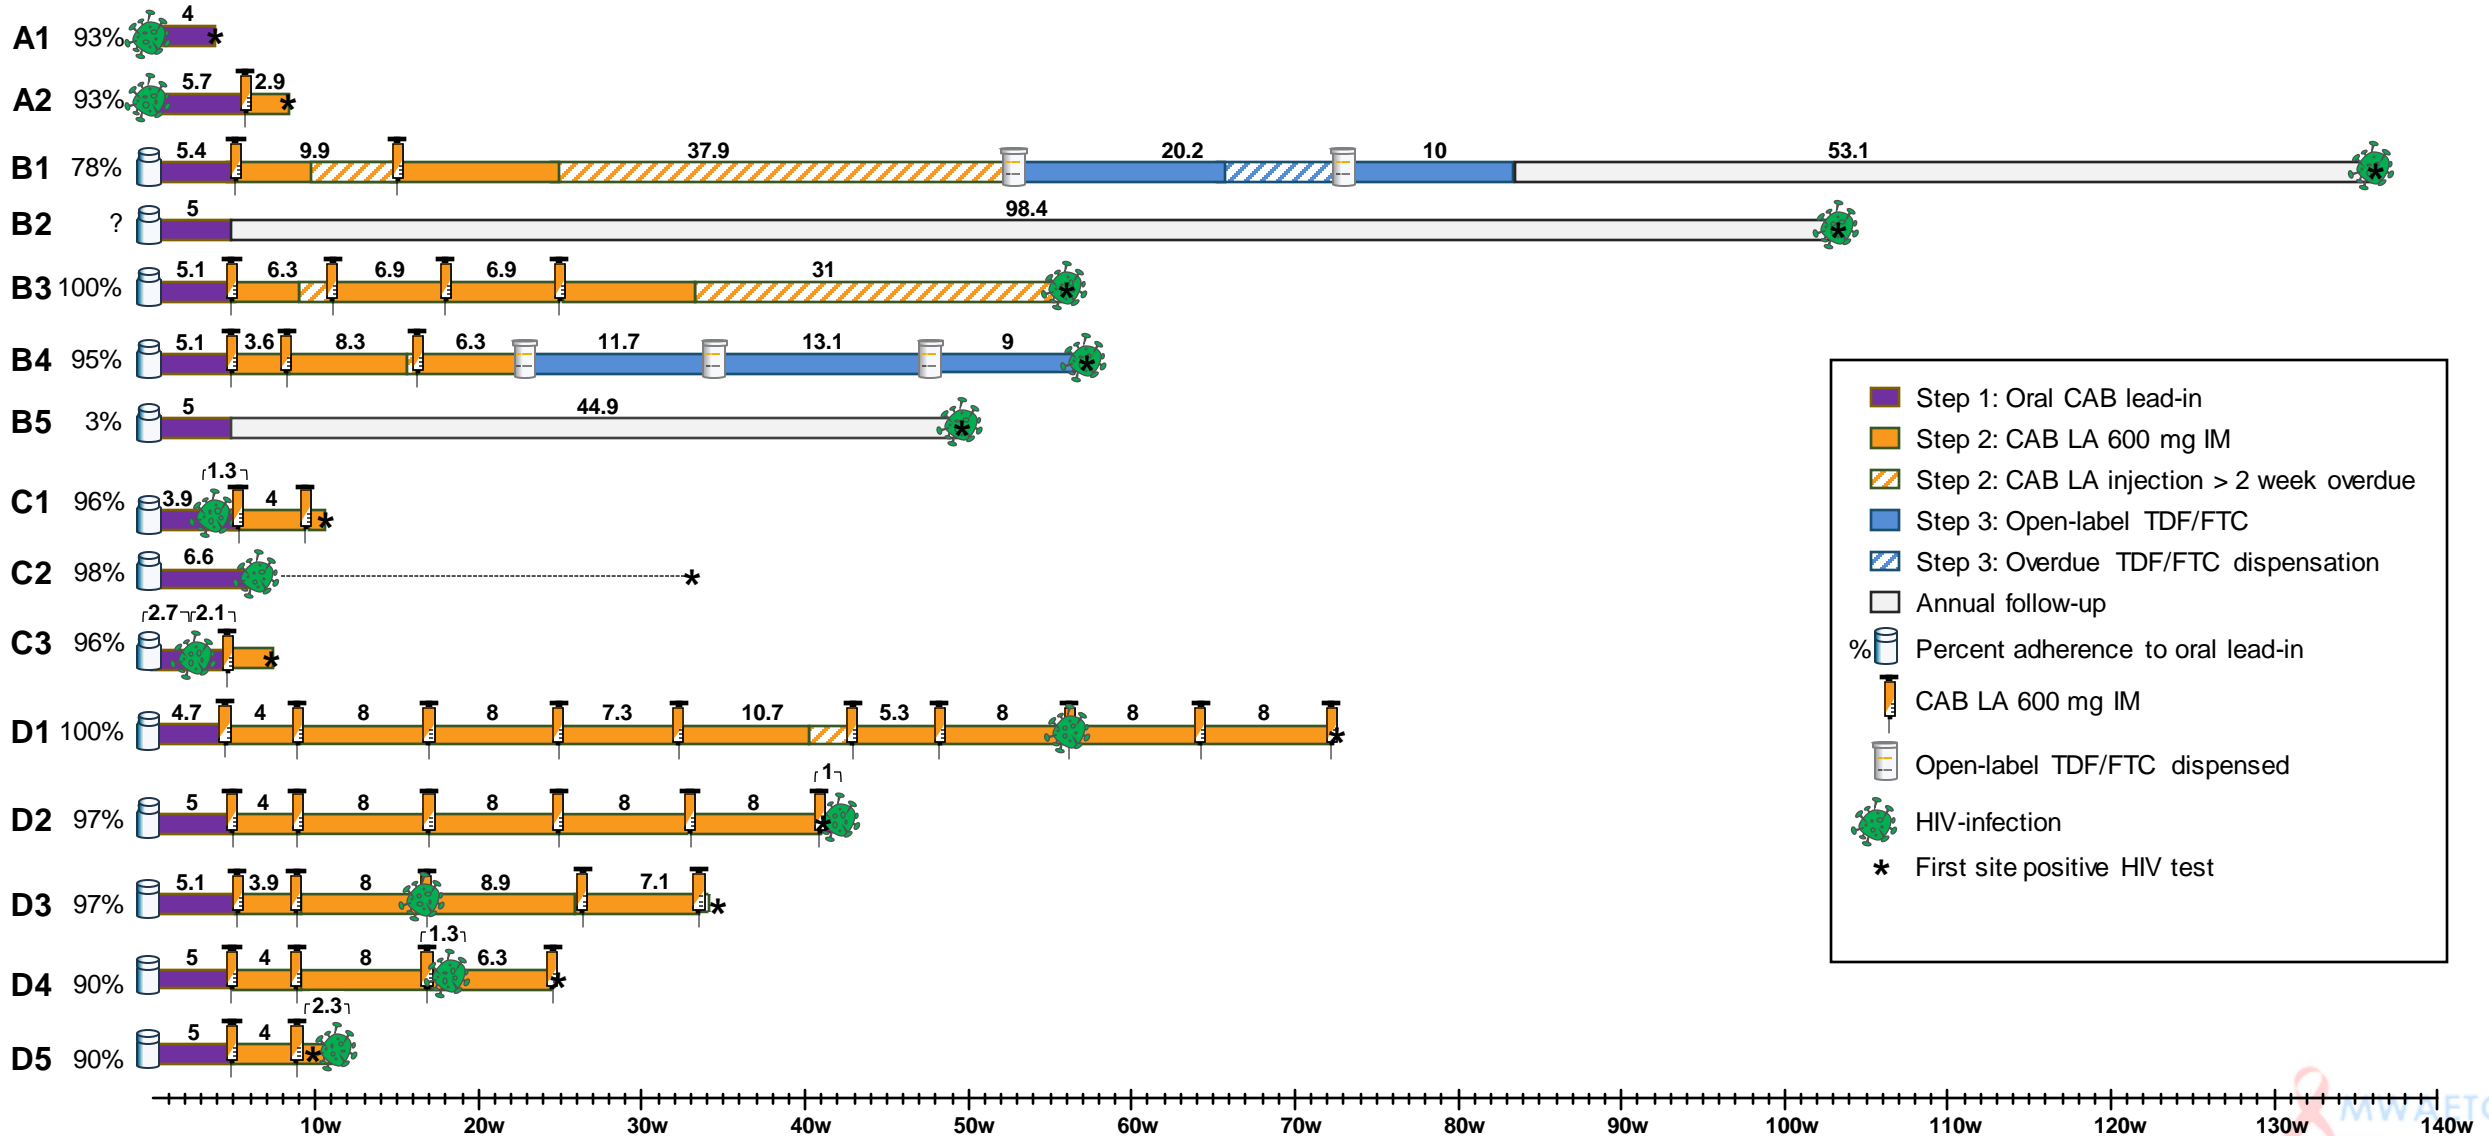 4
A1 93% *
5.7 2.9
A2 93% *
5.4 9.9 37.9 20.2 10 53.1
B1 78% *
5 98.4
B2 ? *
5.1 6.3 6.9 6.9 31
B3 100% *
5.1 3.6 8.3 6.3 11.7 13.1 9
B4 95% *
5 44.9
B5 3% *
1.3
3.9 4
C1 96% *
6.6
C2 98% *
2.7 2.1
C3 96% *
4.7 4 8 8 7.3 10.7 5.3 8 8 8
D1 100% *
1
5 4 8 8 8 8
D2 97% *
5.1 3.9 8 8.9 7.1
D3 97% *
1.3
5 4 8 6.3
D4 90% *
2.3
5 4
D5 90% *
Step 1: Oral CAB lead-in
Step 2: CAB LA 600 mg IM
Step 2: CAB LA injection > 2 week overdue
Step 3: Open-label TDF/FTC
Step 3: Overdue TDF/FTC dispensation
Annual follow-up
% Percent adherence to oral lead-in
CAB LA 600 mg IM
Open-label TDF/FTC dispensed
HIV-infection
* First site positive HIV test
10w 20w 30w 40w 50w 60w 70w 80w 90w 100w 110w 120w 130w 140w
MWAETC